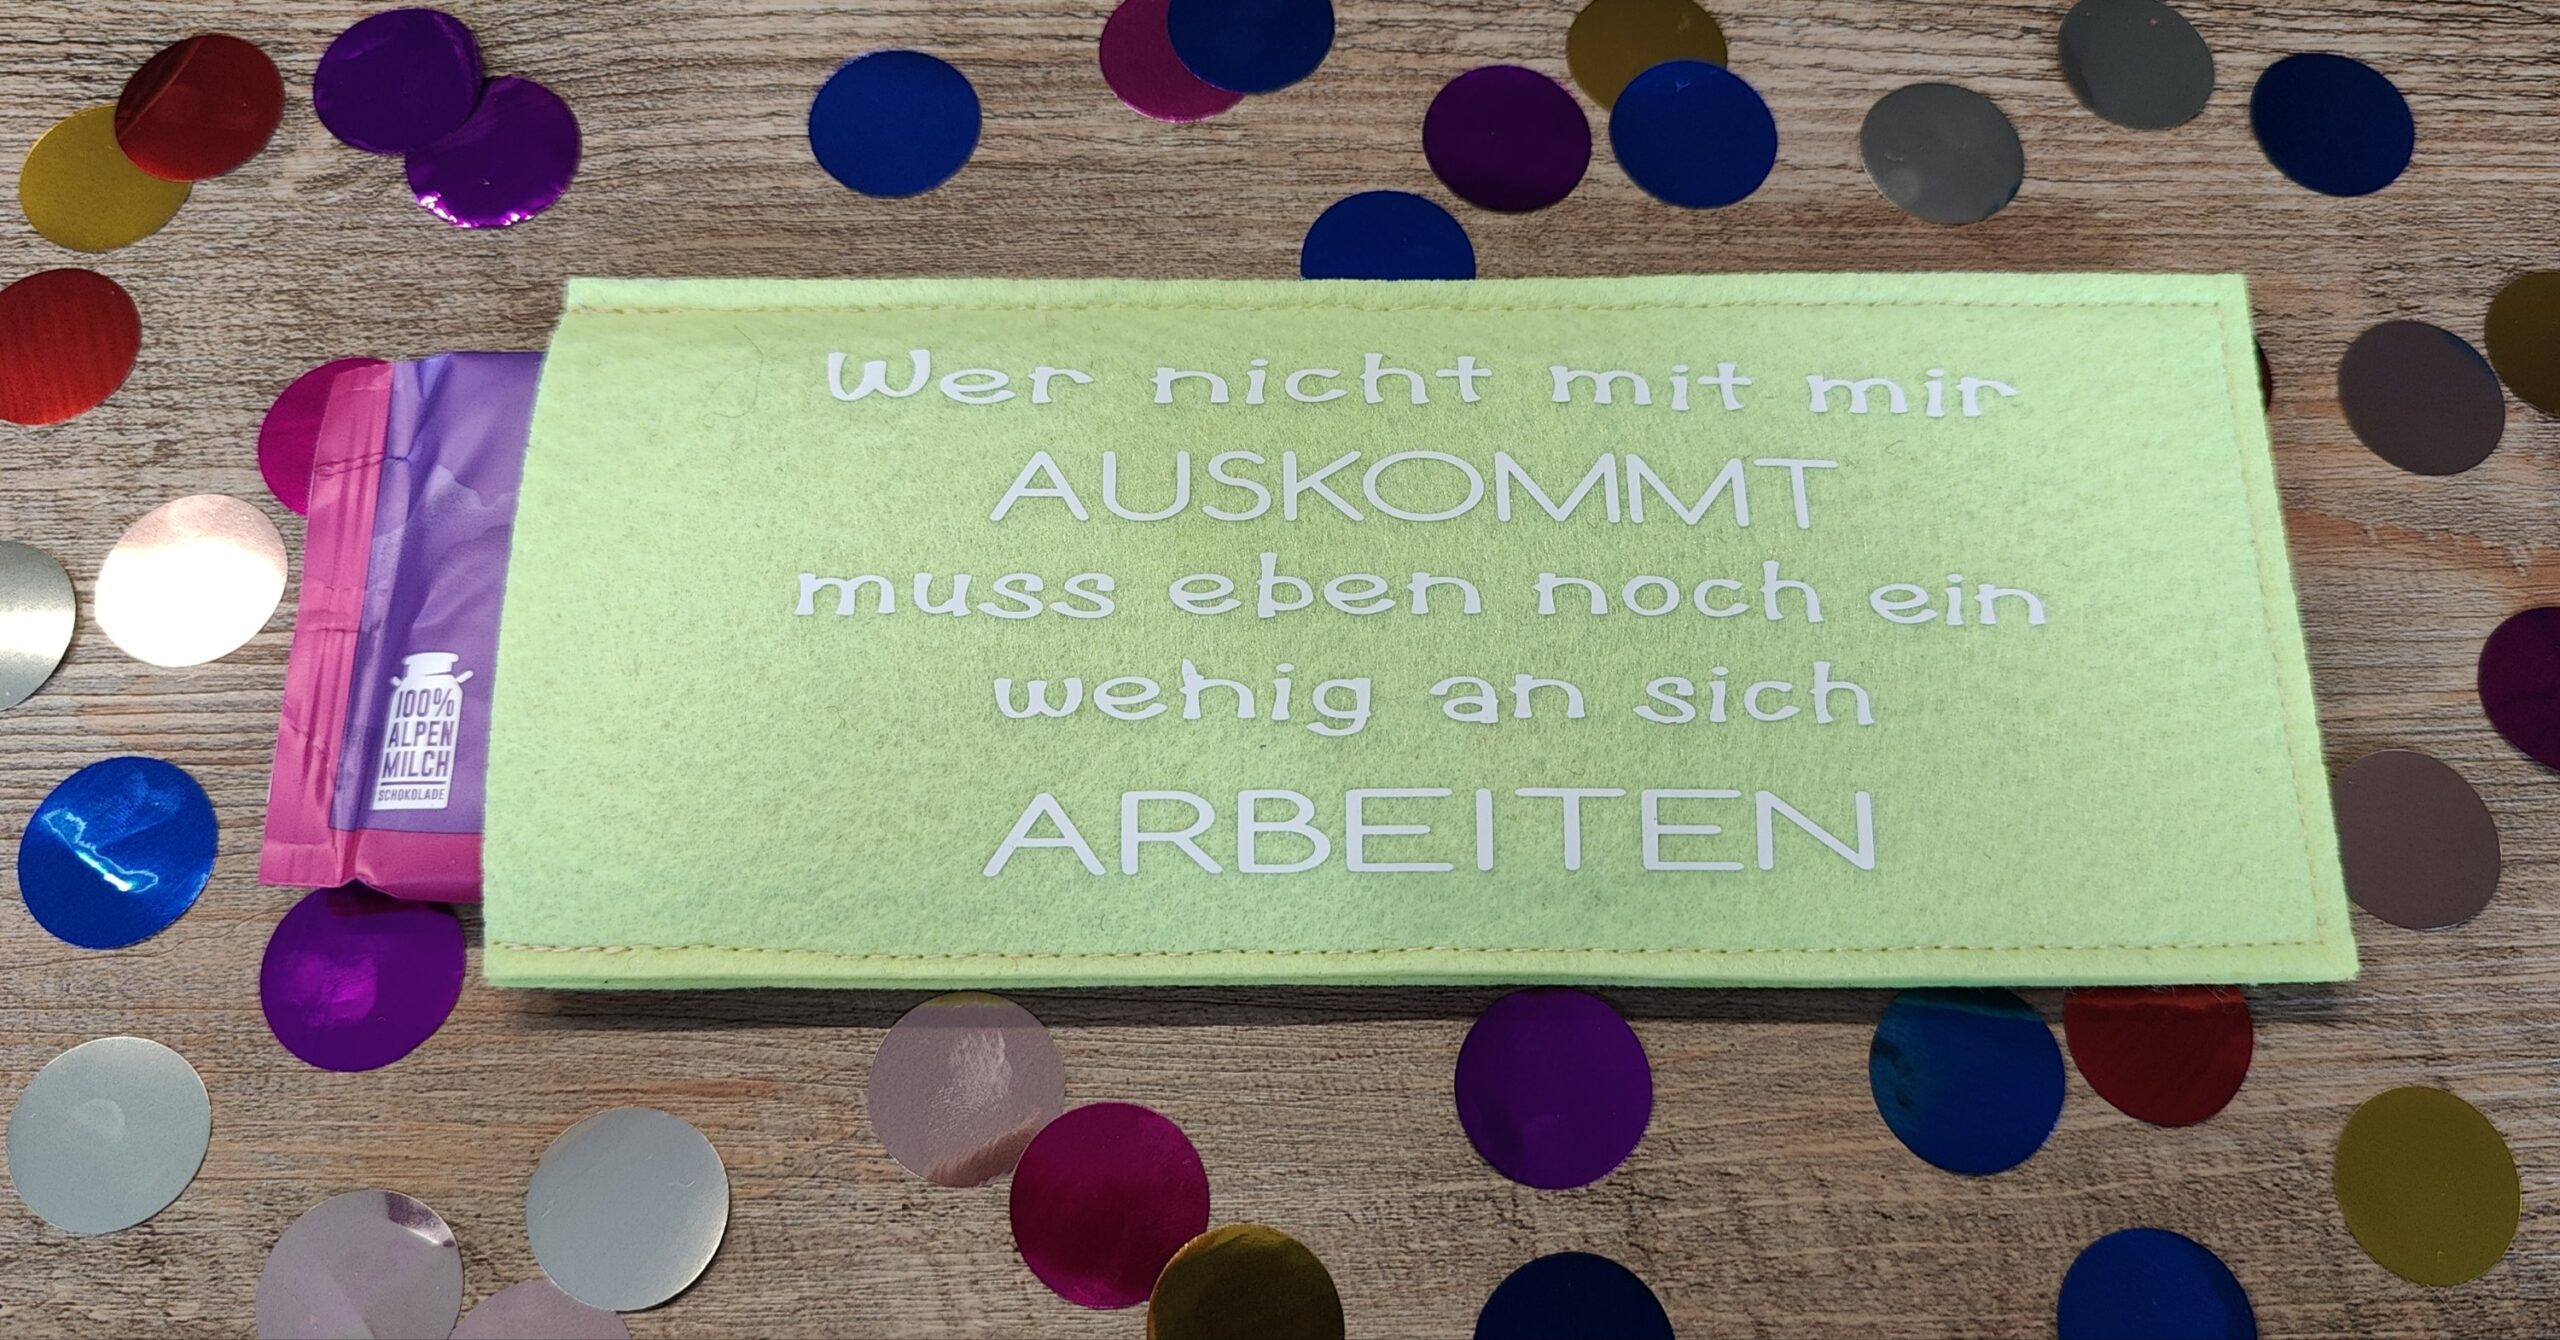 Wer nicht mit mir
AUSKOMMT
muss eben noch ein
wehig an sich
ARBEITEN
100%
ALPEN
MILCH
SCHOKOLADE